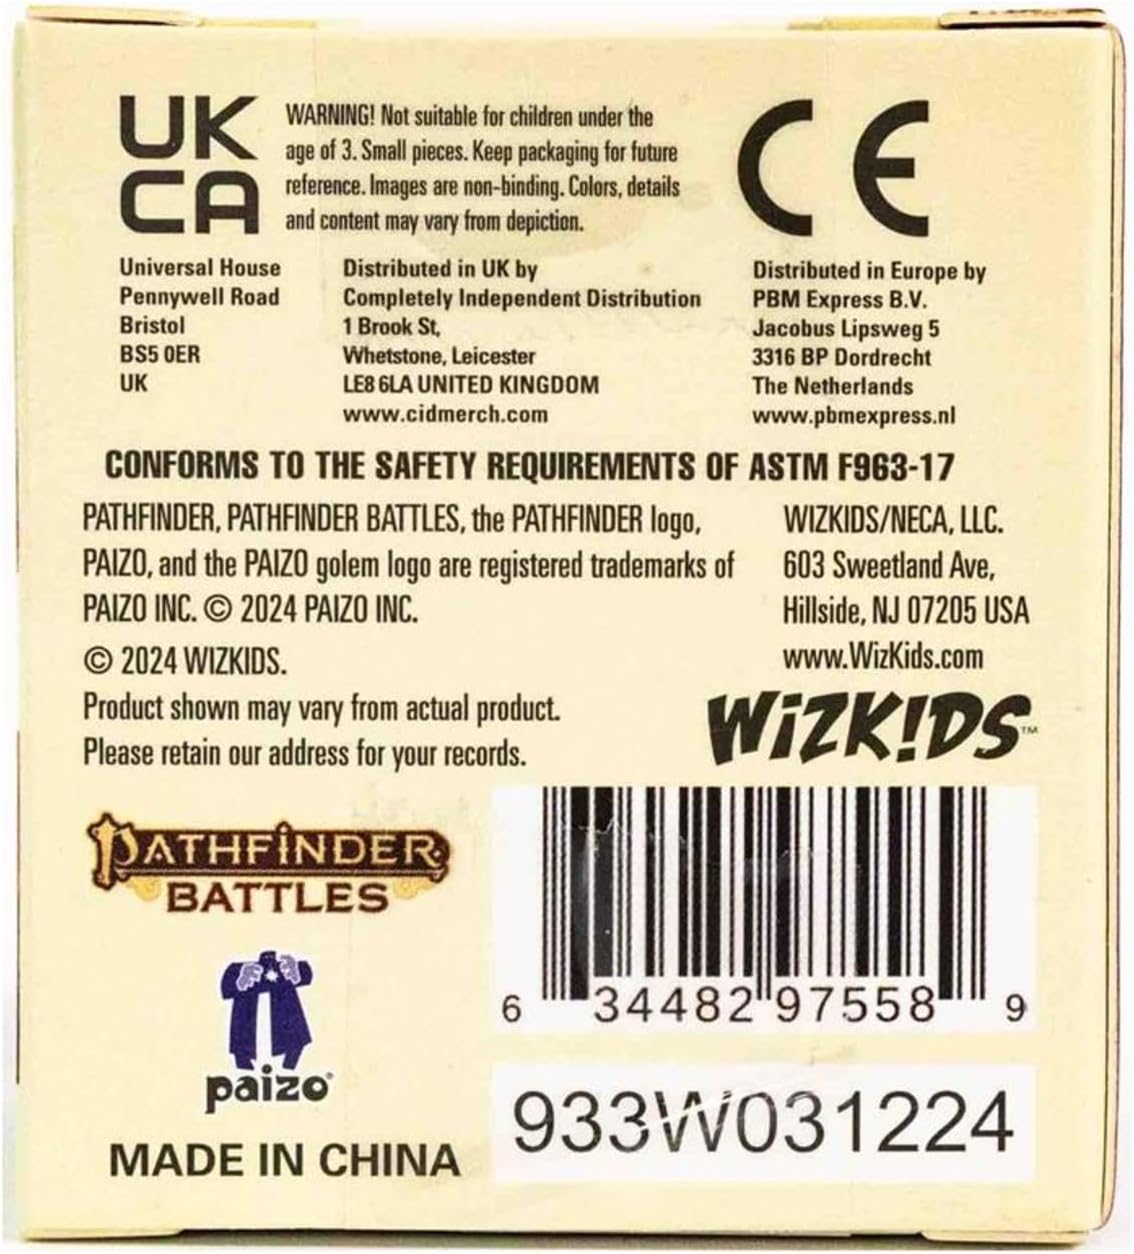 UK
CA
WARNING! Not suitable for children under the
age of 3. Small pieces. Keep packaging for future
reference. Images are non-binding. Colors, details
and content may vary from depiction.
CE
Universal House
Pennywell Road
Bristol
BS5 0ER
UK
Distributed in UK by
Completely Independent Distribution
1 Brook St,
Whetstone, Leicester
LE8 6LA UNITED KINGDOM
www.cidmerch.com
Distributed in Europe by
PBM Express B.V.
Jacobus Lipsweg 5
3316 BP Dordrecht
The Netherlands
www.pbmexpress.nl
CONFORMS TO THE SAFETY REQUIREMENTS OF ASTM F963-17
PATHFINDER, PATHFINDER BATTLES, the PATHFINDER logo,
PAIZO, and the PAIZO golem logo are registered trademarks of
PAIZO INC. © 2024 PAIZO INC.
© 2024 WIZKIDS.
Product shown may vary from actual product.
Please retain our address for your records.
WIZKIDS/NECA, LLC.
603 Sweetland Ave,
Hillside, NJ 07205 USA
www.WizKids.com
WiZK!DS™
PATHFINDER
BATTLES
paizo®
MADE IN CHINA
6 34482 97558 9
933W031224